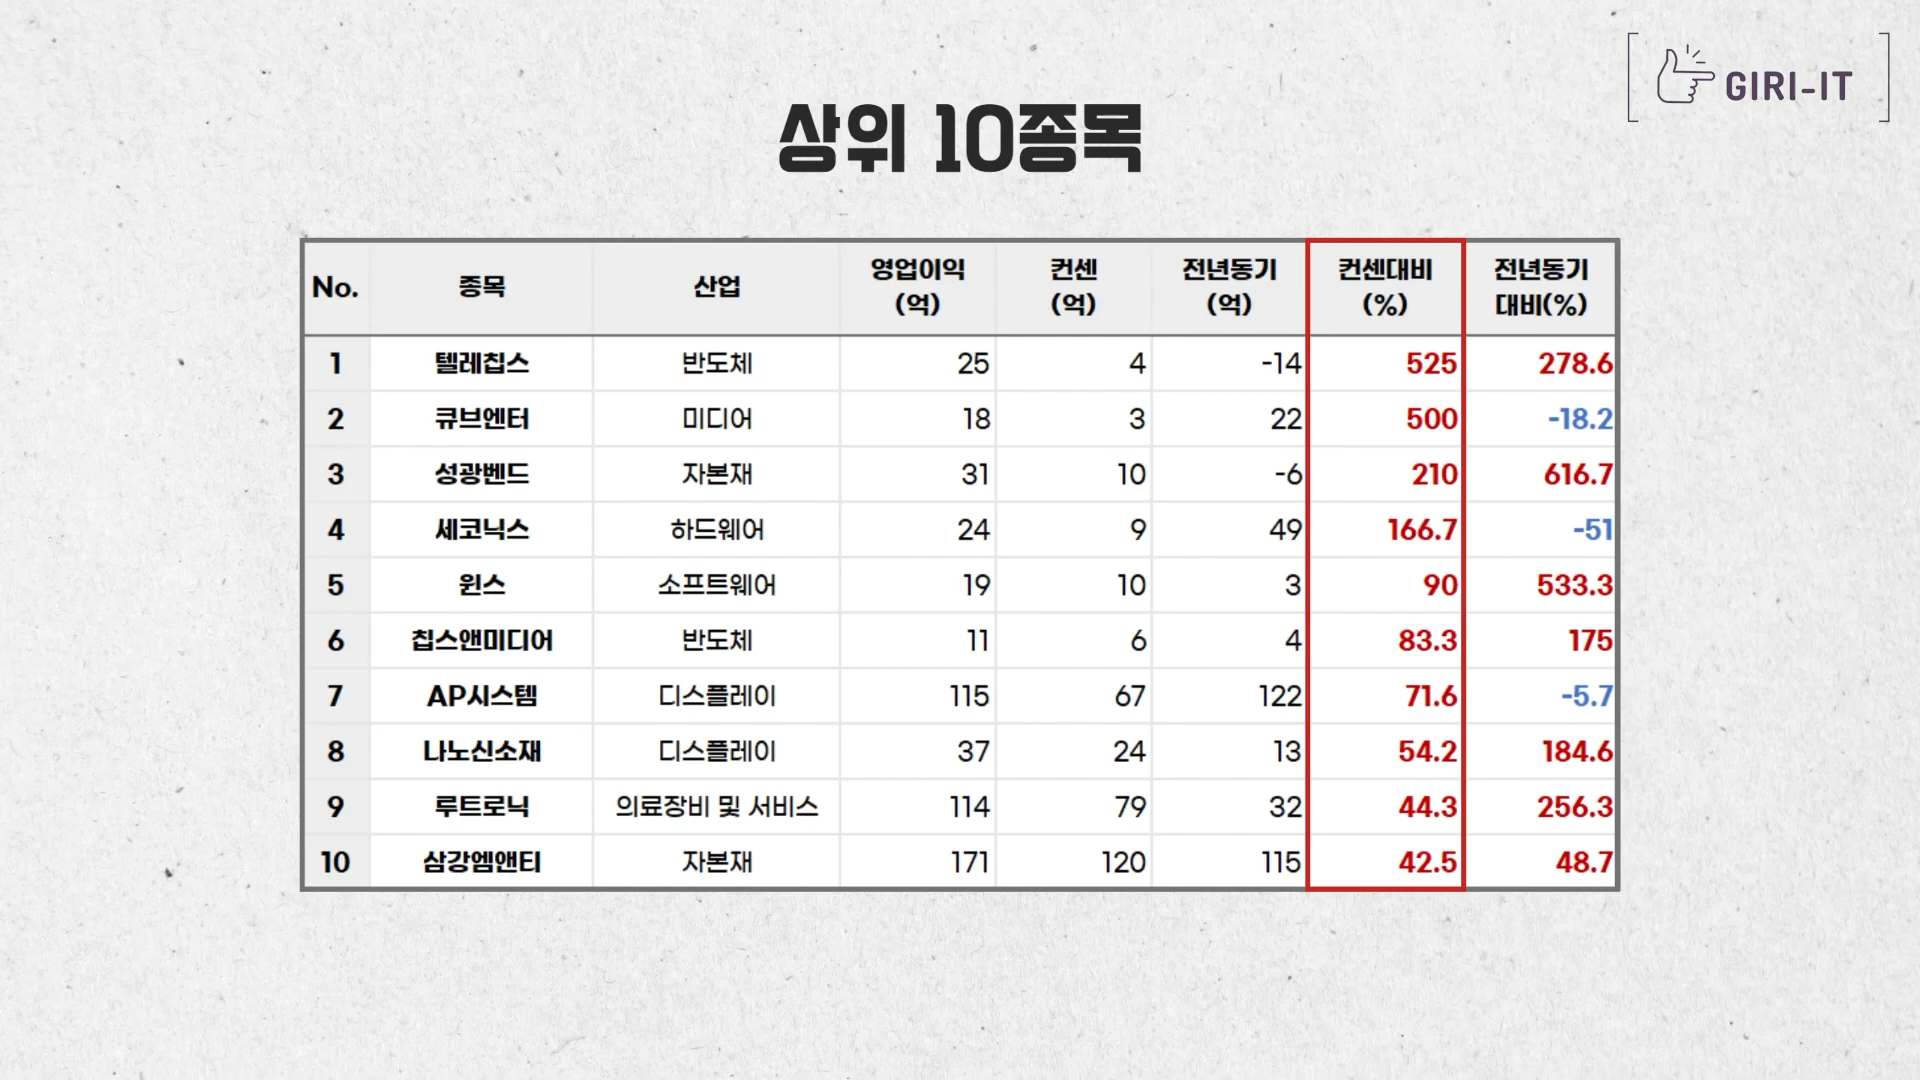 GIRI-IT
상위 10종목
No. 종목 산업 영업이익 (억) 컨센 (억) 전년동기 (억) 컨센대비 (%) 전년동기 대비(%)
1 텔레칩스 반도체 25 4 -14 525 278.6
2 큐브엔터 미디어 18 3 22 500 -18.2
3 성광벤드 자본재 31 10 -6 210 616.7
4 세코닉스 하드웨어 24 9 49 166.7 -51
5 윈스 소프트웨어 19 10 3 90 533.3
6 칩스앤미디어 반도체 11 6 4 83.3 175
7 AP시스템 디스플레이 115 67 122 71.6 -5.7
8 나노신소재 디스플레이 37 24 13 54.2 184.6
9 루트로닉 의료장비 및 서비스 114 79 32 44.3 256.3
10 삼강엠앤티 자본재 171 120 115 42.5 48.7